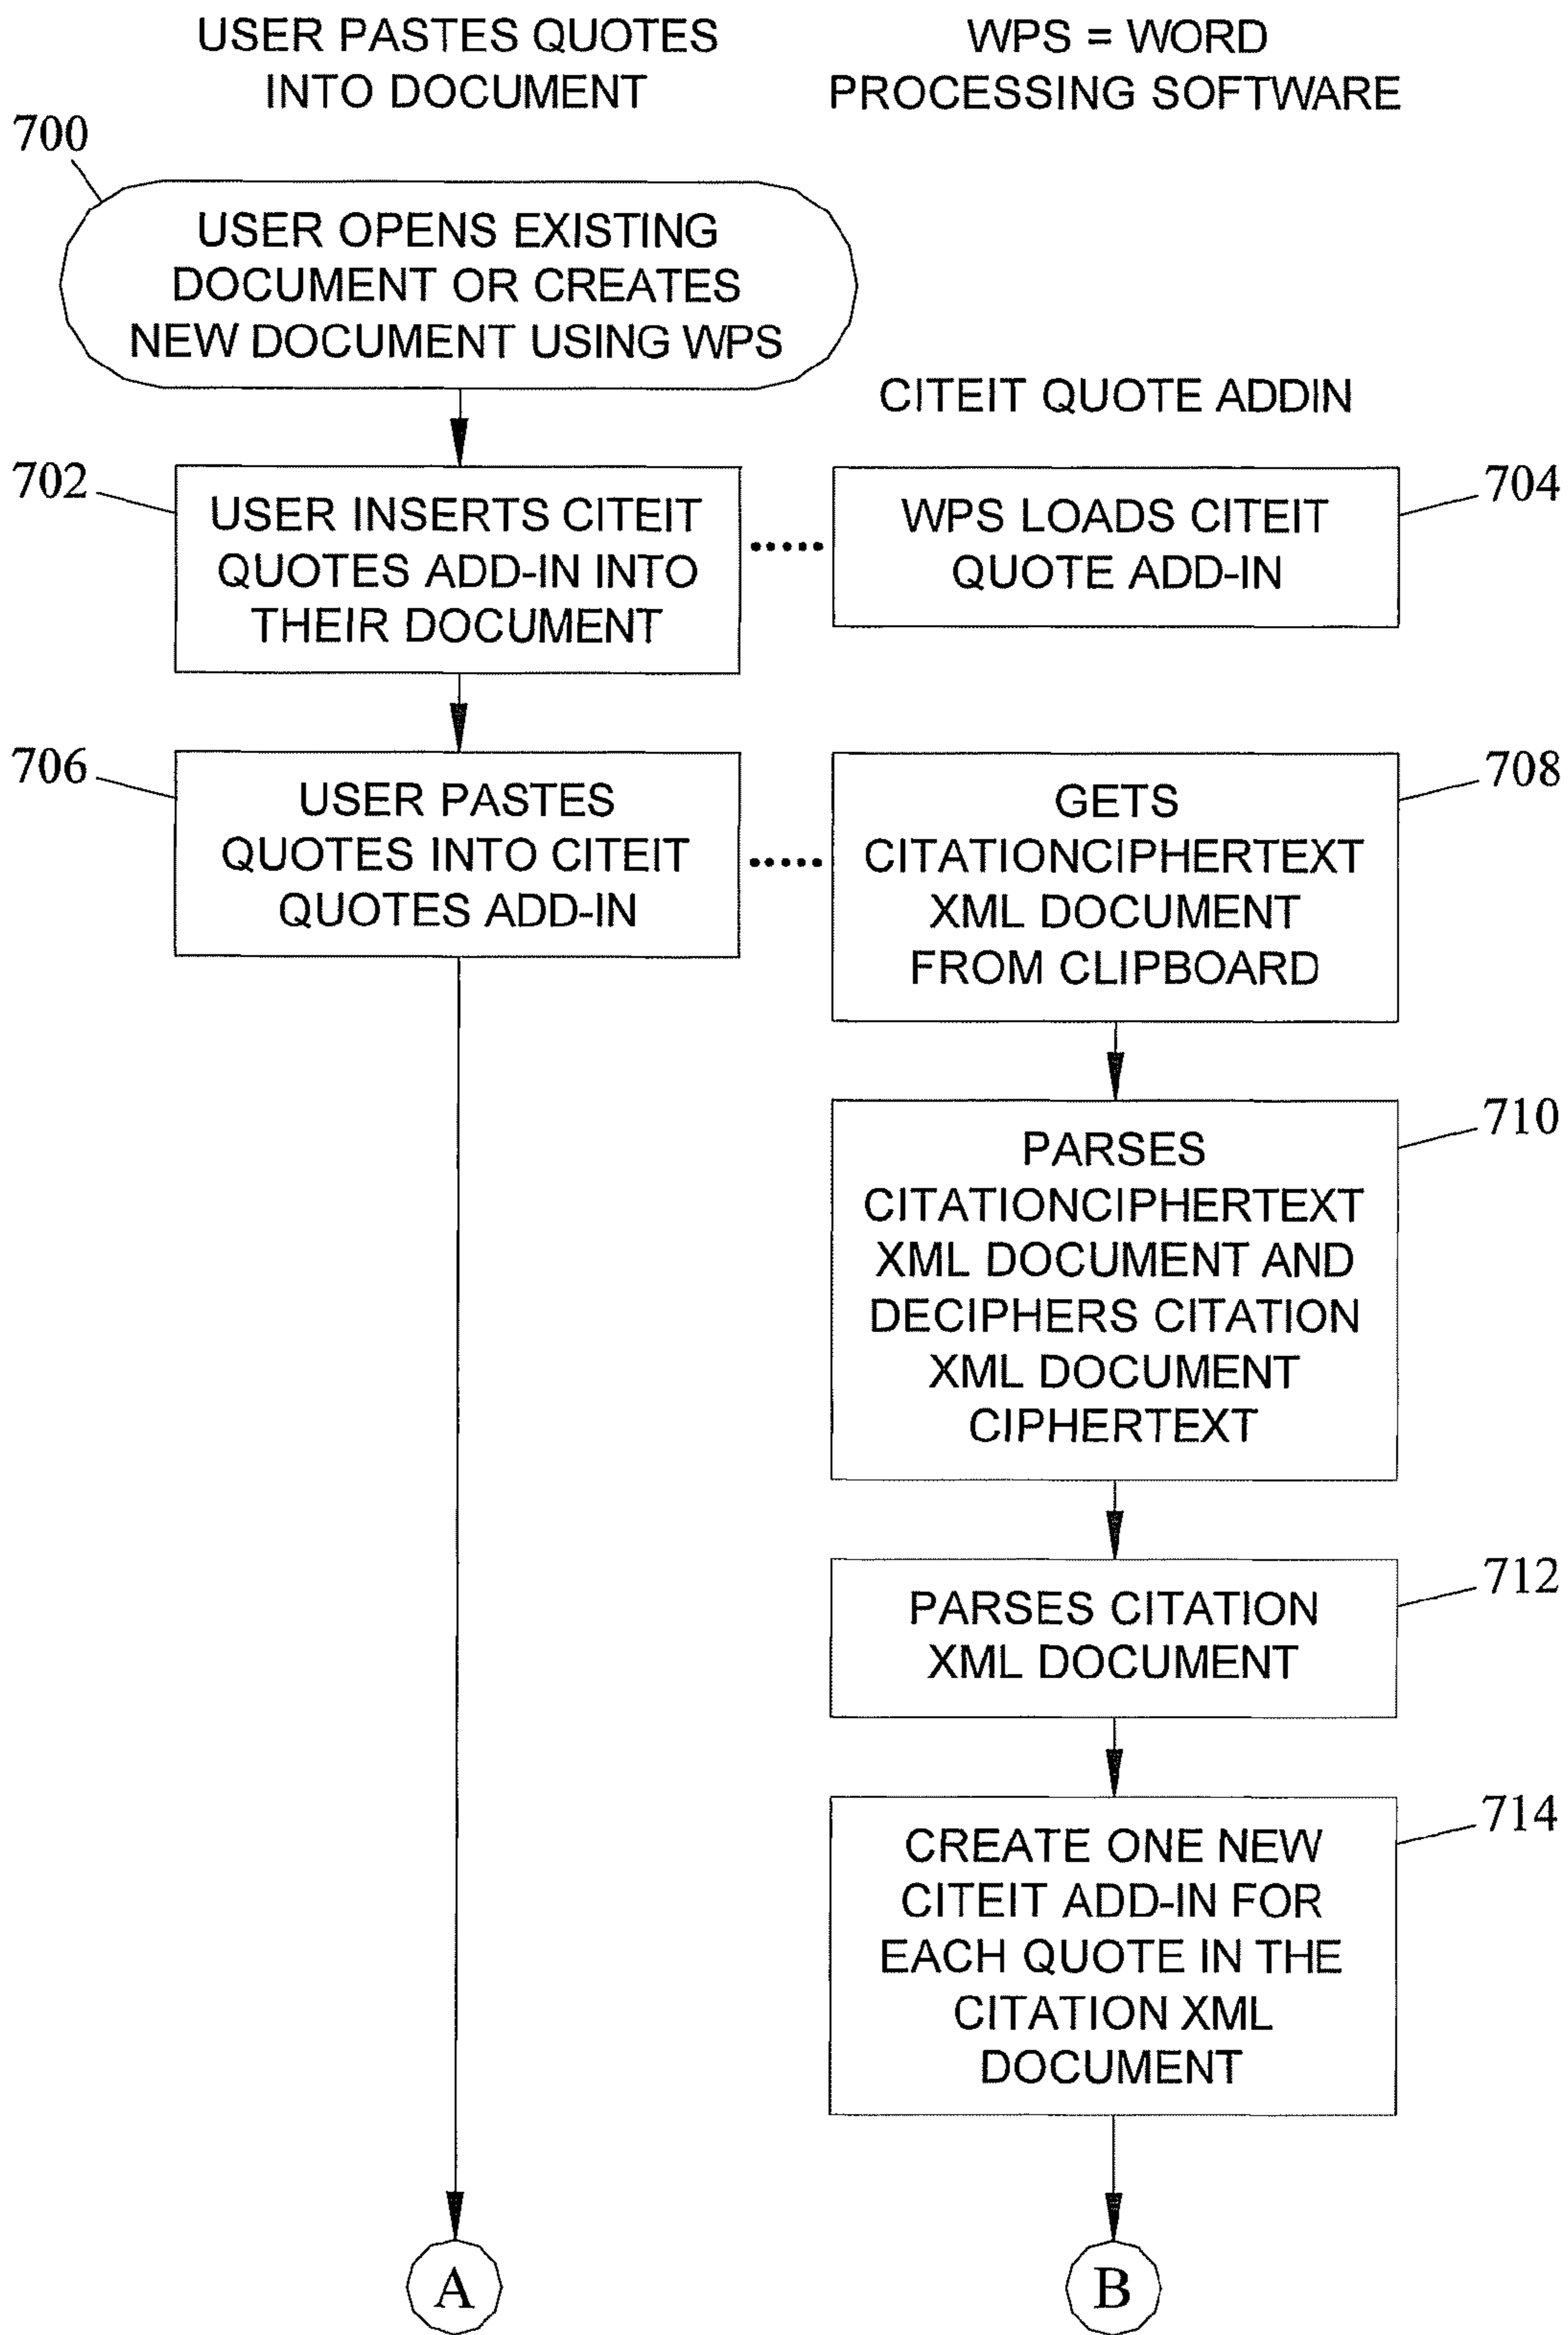 USER PASTES QUOTES
INTO DOCUMENT
WPS = WORD
PROCESSING SOFTWARE
700
USER OPENS EXISTING
DOCUMENT OR CREATES
NEW DOCUMENT USING WPS
CITEIT QUOTE ADDIN
702
USER INSERTS CITEIT
QUOTES ADD-IN INTO
THEIR DOCUMENT
704
WPS LOADS CITEIT
QUOTE ADD-IN
706
USER PASTES
QUOTES INTO CITEIT
QUOTES ADD-IN
708
GETS
CITATIONCIPHERTEXT
XML DOCUMENT
FROM CLIPBOARD
710
PARSES
CITATIONCIPHERTEXT
XML DOCUMENT AND
DECIPHERS CITATION
XML DOCUMENT
CIPHERTEXT
712
PARSES CITATION
XML DOCUMENT
714
CREATE ONE NEW
CITEIT ADD-IN FOR
EACH QUOTE IN THE
CITATION XML
DOCUMENT
A
B